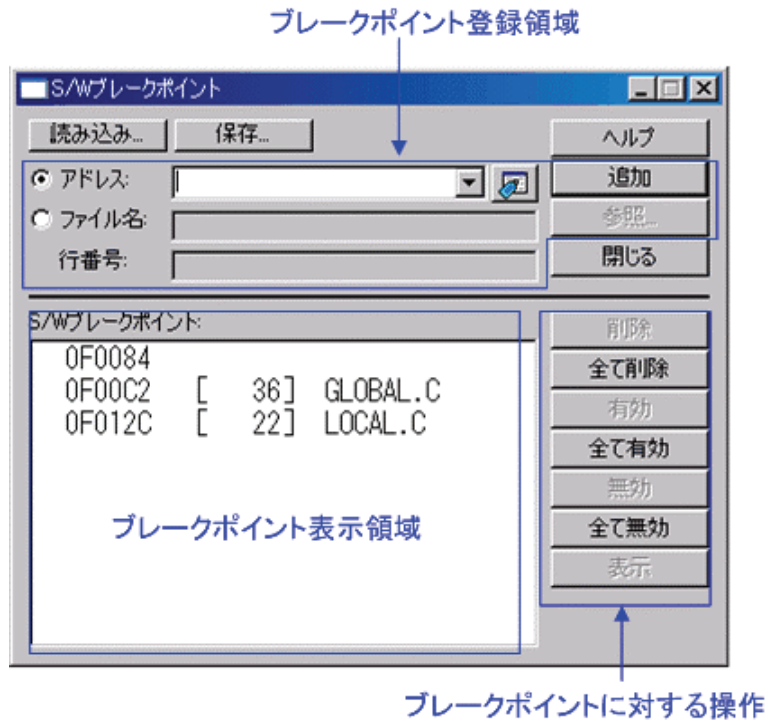 ブレークポイント登録領域
S/Wブレークポイント
読み込み... 保存... ヘルプ
アドレス: 追加
ファイル名: 参照...
行番号: 閉じる
S/Wブレークポイント:
0F0084
0F00C2 [ 36] GLOBAL.C
0F012C [ 22] LOCAL.C
ブレークポイント表示領域
削除
全て削除
有効
全て有効
無効
全て無効
表示
ブレークポイントに対する操作